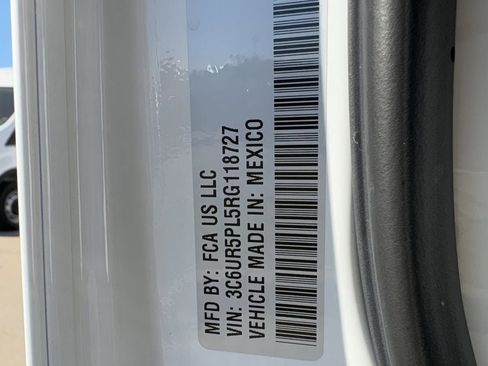 MFD BY: FCA US LLC
VIN: 3C6UR5PL5RG118727
VEHICLE MADE IN: MEXICO